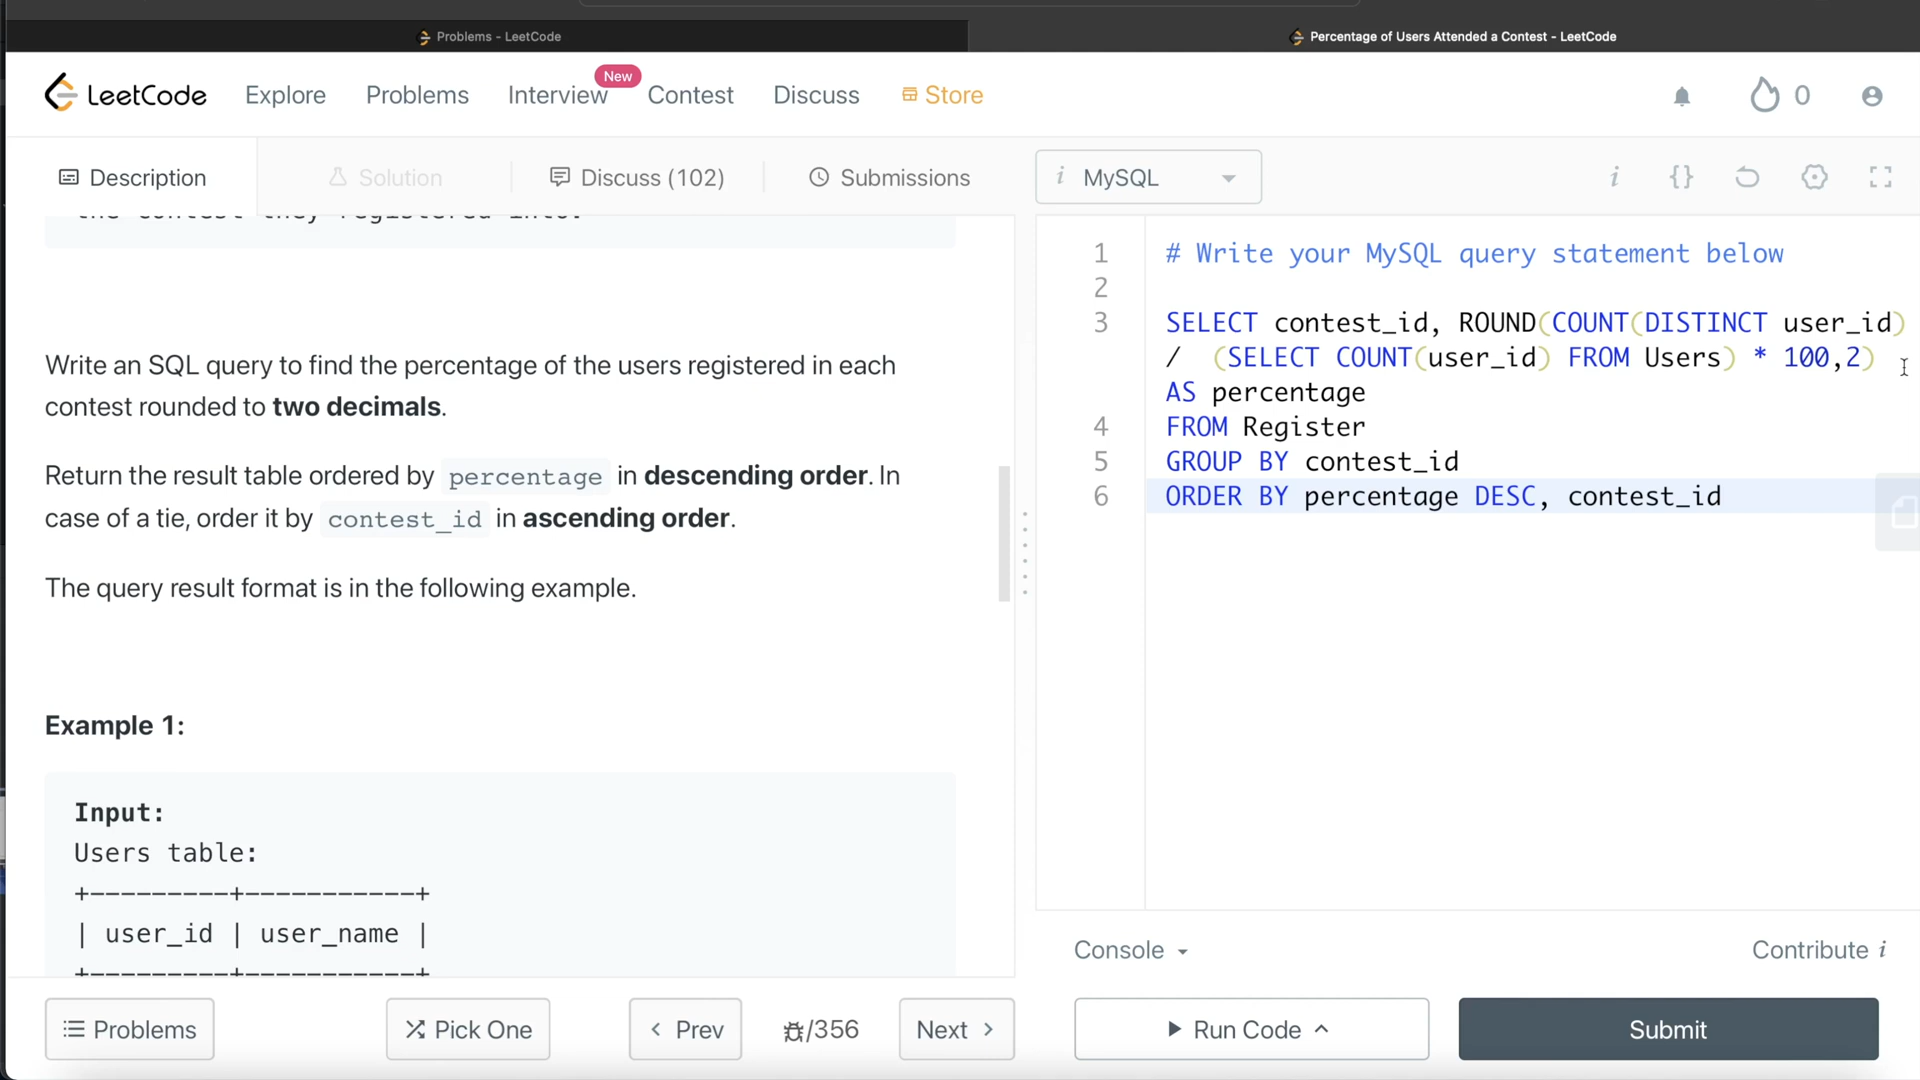 Problems - LeetCode
Percentage of Users Attended a Contest - LeetCode
LeetCode
Explore
Problems
Interview
New
Contest
Discuss
Store
0
Description
Solution
Discuss (102)
Submissions
i MySQL
i {}
the contest they registered into.
Write an SQL query to find the percentage of the users registered in each
contest rounded to two decimals.
Return the result table ordered by percentage in descending order. In
case of a tie, order it by contest_id in ascending order.
The query result format is in the following example.
Example 1:
Input:
Users table:
+---------+-----------+
| user_id | user_name |
+---------+-----------+
1 # Write your MySQL query statement below
2
3 SELECT contest_id, ROUND(COUNT(DISTINCT user_id)
/ (SELECT COUNT(user_id) FROM Users) * 100,2)
AS percentage
4 FROM Register
5 GROUP BY contest_id
6 ORDER BY percentage DESC, contest_id
Console
Contribute i
Problems
Pick One
Prev
/356
Next
Run Code
Submit